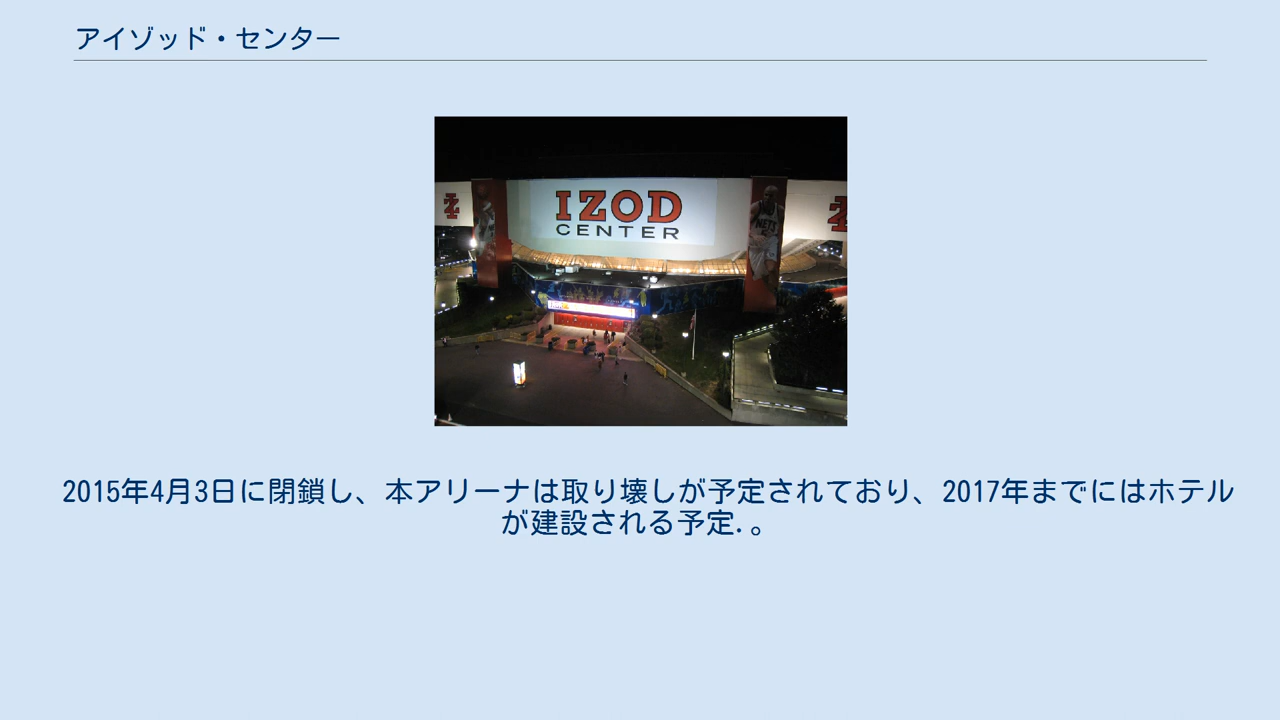 アイゾッド・センター
IZOD
CENTER
NETS
2015年4月3日に閉鎖し、本アリーナは取り壊しが予定されており、2017年までにはホテル
が建設される予定.。